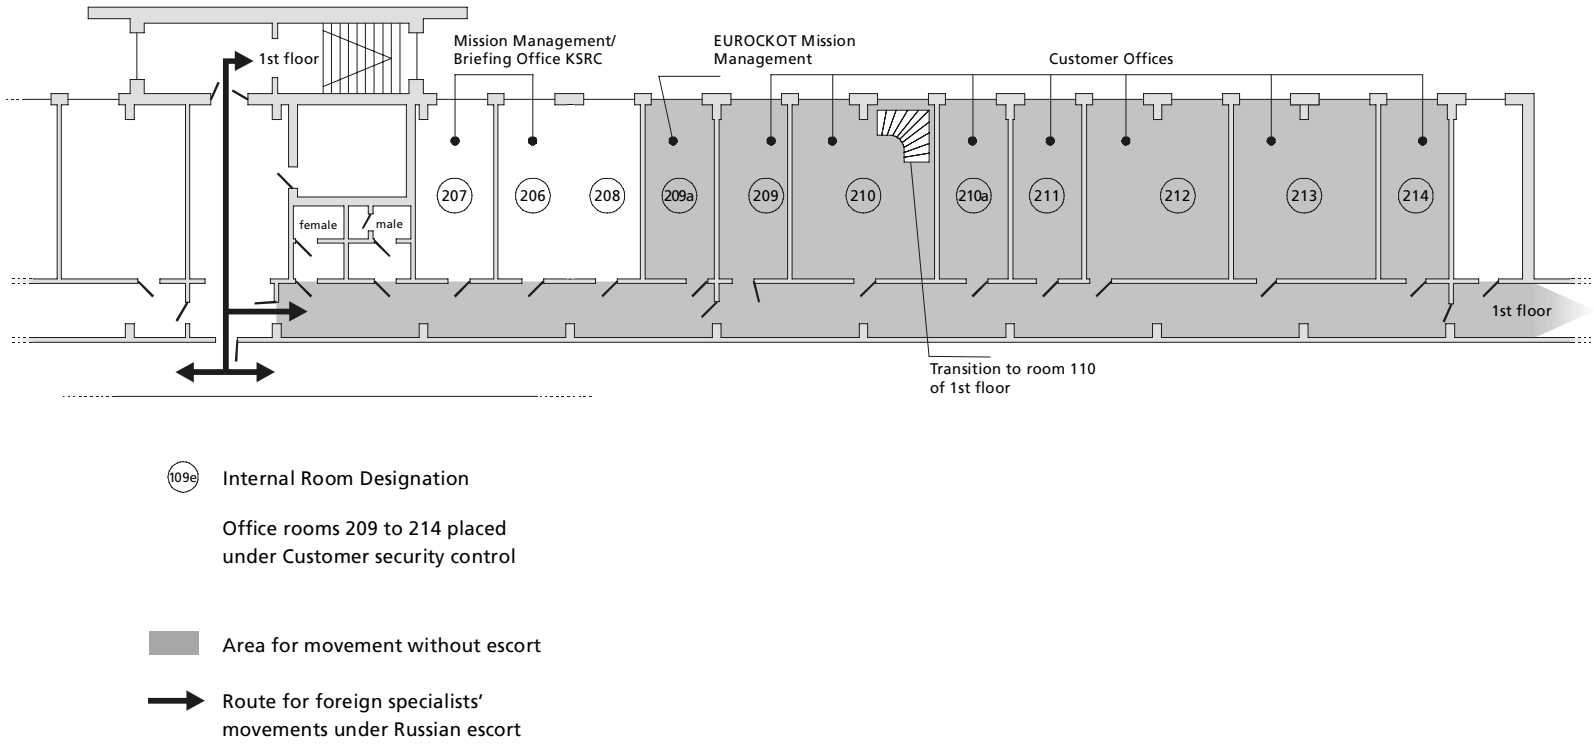 1st floor
Mission Management/
Briefing Office KSRC
EUROCKOT Mission
Management
Customer Offices
207
206
208
209a
209
210
210a
211
212
213
214
female
male
1st floor
Transition to room 110
of 1st floor
109e
Internal Room Designation
Office rooms 209 to 214 placed
under Customer security control
Area for movement without escort
Route for foreign specialists’
movements under Russian escort